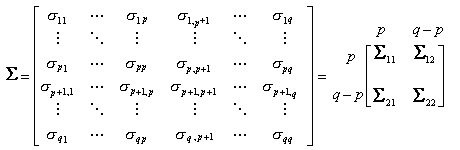 σ₁₁ ⋯ σ₁ₚ σ₁,ₚ₊₁ ⋯ σ₁q p q − p
⋮ ⋱ ⋮ ⋮ ⋱ ⋮
σₚ₁ ⋯ σₚₚ σₚ,ₚ₊₁ ⋯ σₚq p Σ₁₁ Σ₁₂
Σ = σₚ₊₁,₁ ⋯ σₚ₊₁,ₚ σₚ₊₁,ₚ₊₁ ⋯ σₚ₊₁,q =
⋮ ⋱ ⋮ ⋮ ⋱ ⋮ q − p Σ₂₁ Σ₂₂
σq₁ ⋯ σqₚ σq,ₚ₊₁ ⋯ σqq